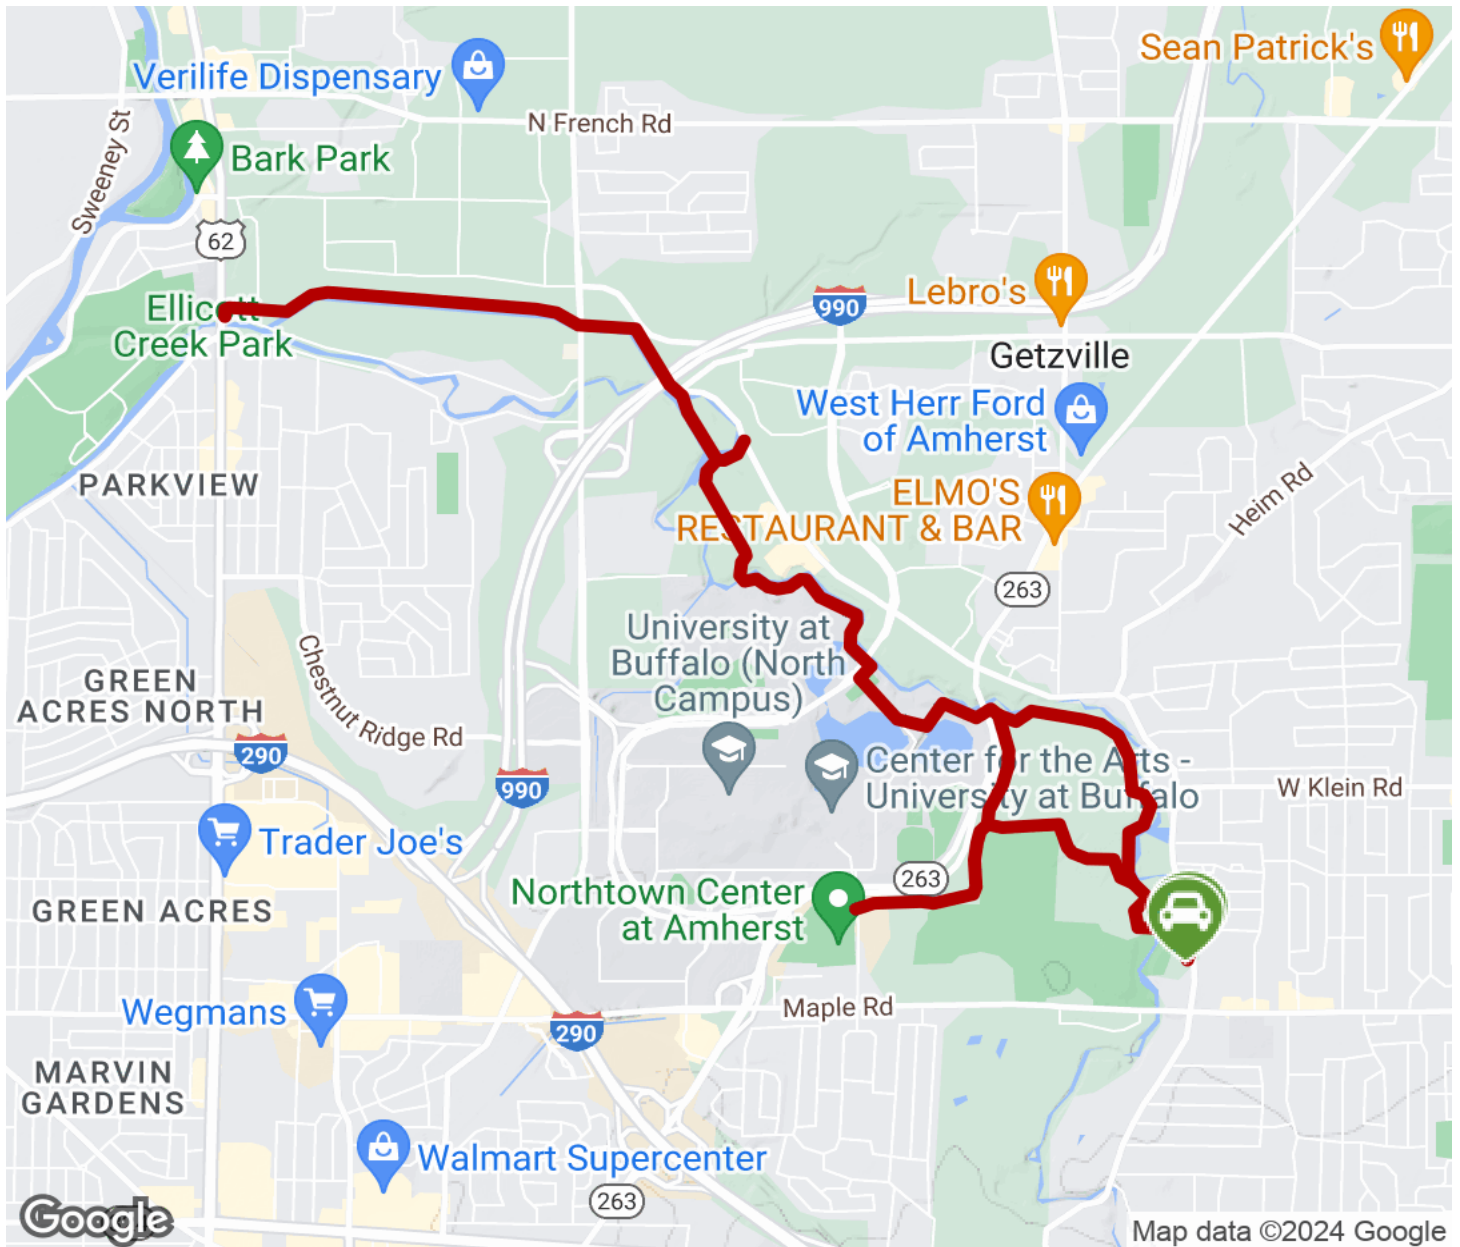 Sean Patrick's
Verilife Dispensary
N French Rd
Sweeney St
Bark Park
62
990
Lebro's
Ellicott
Creek Park
Getzville
West Herr Ford
of Amherst
PARKVIEW
ELMO'S
RESTAURANT & BAR
Heim Rd
263
University at
Buffalo (North
Campus)
Chestnut Ridge Rd
GREEN
ACRES NORTH
290
990
Center for the Arts -
University at Buffalo
W Klein Rd
Trader Joe's
263
Northtown Center
at Amherst
GREEN ACRES
Wegmans
Maple Rd
290
MARVIN
GARDENS
Walmart Supercenter
263
Google
Map data ©2024 Google